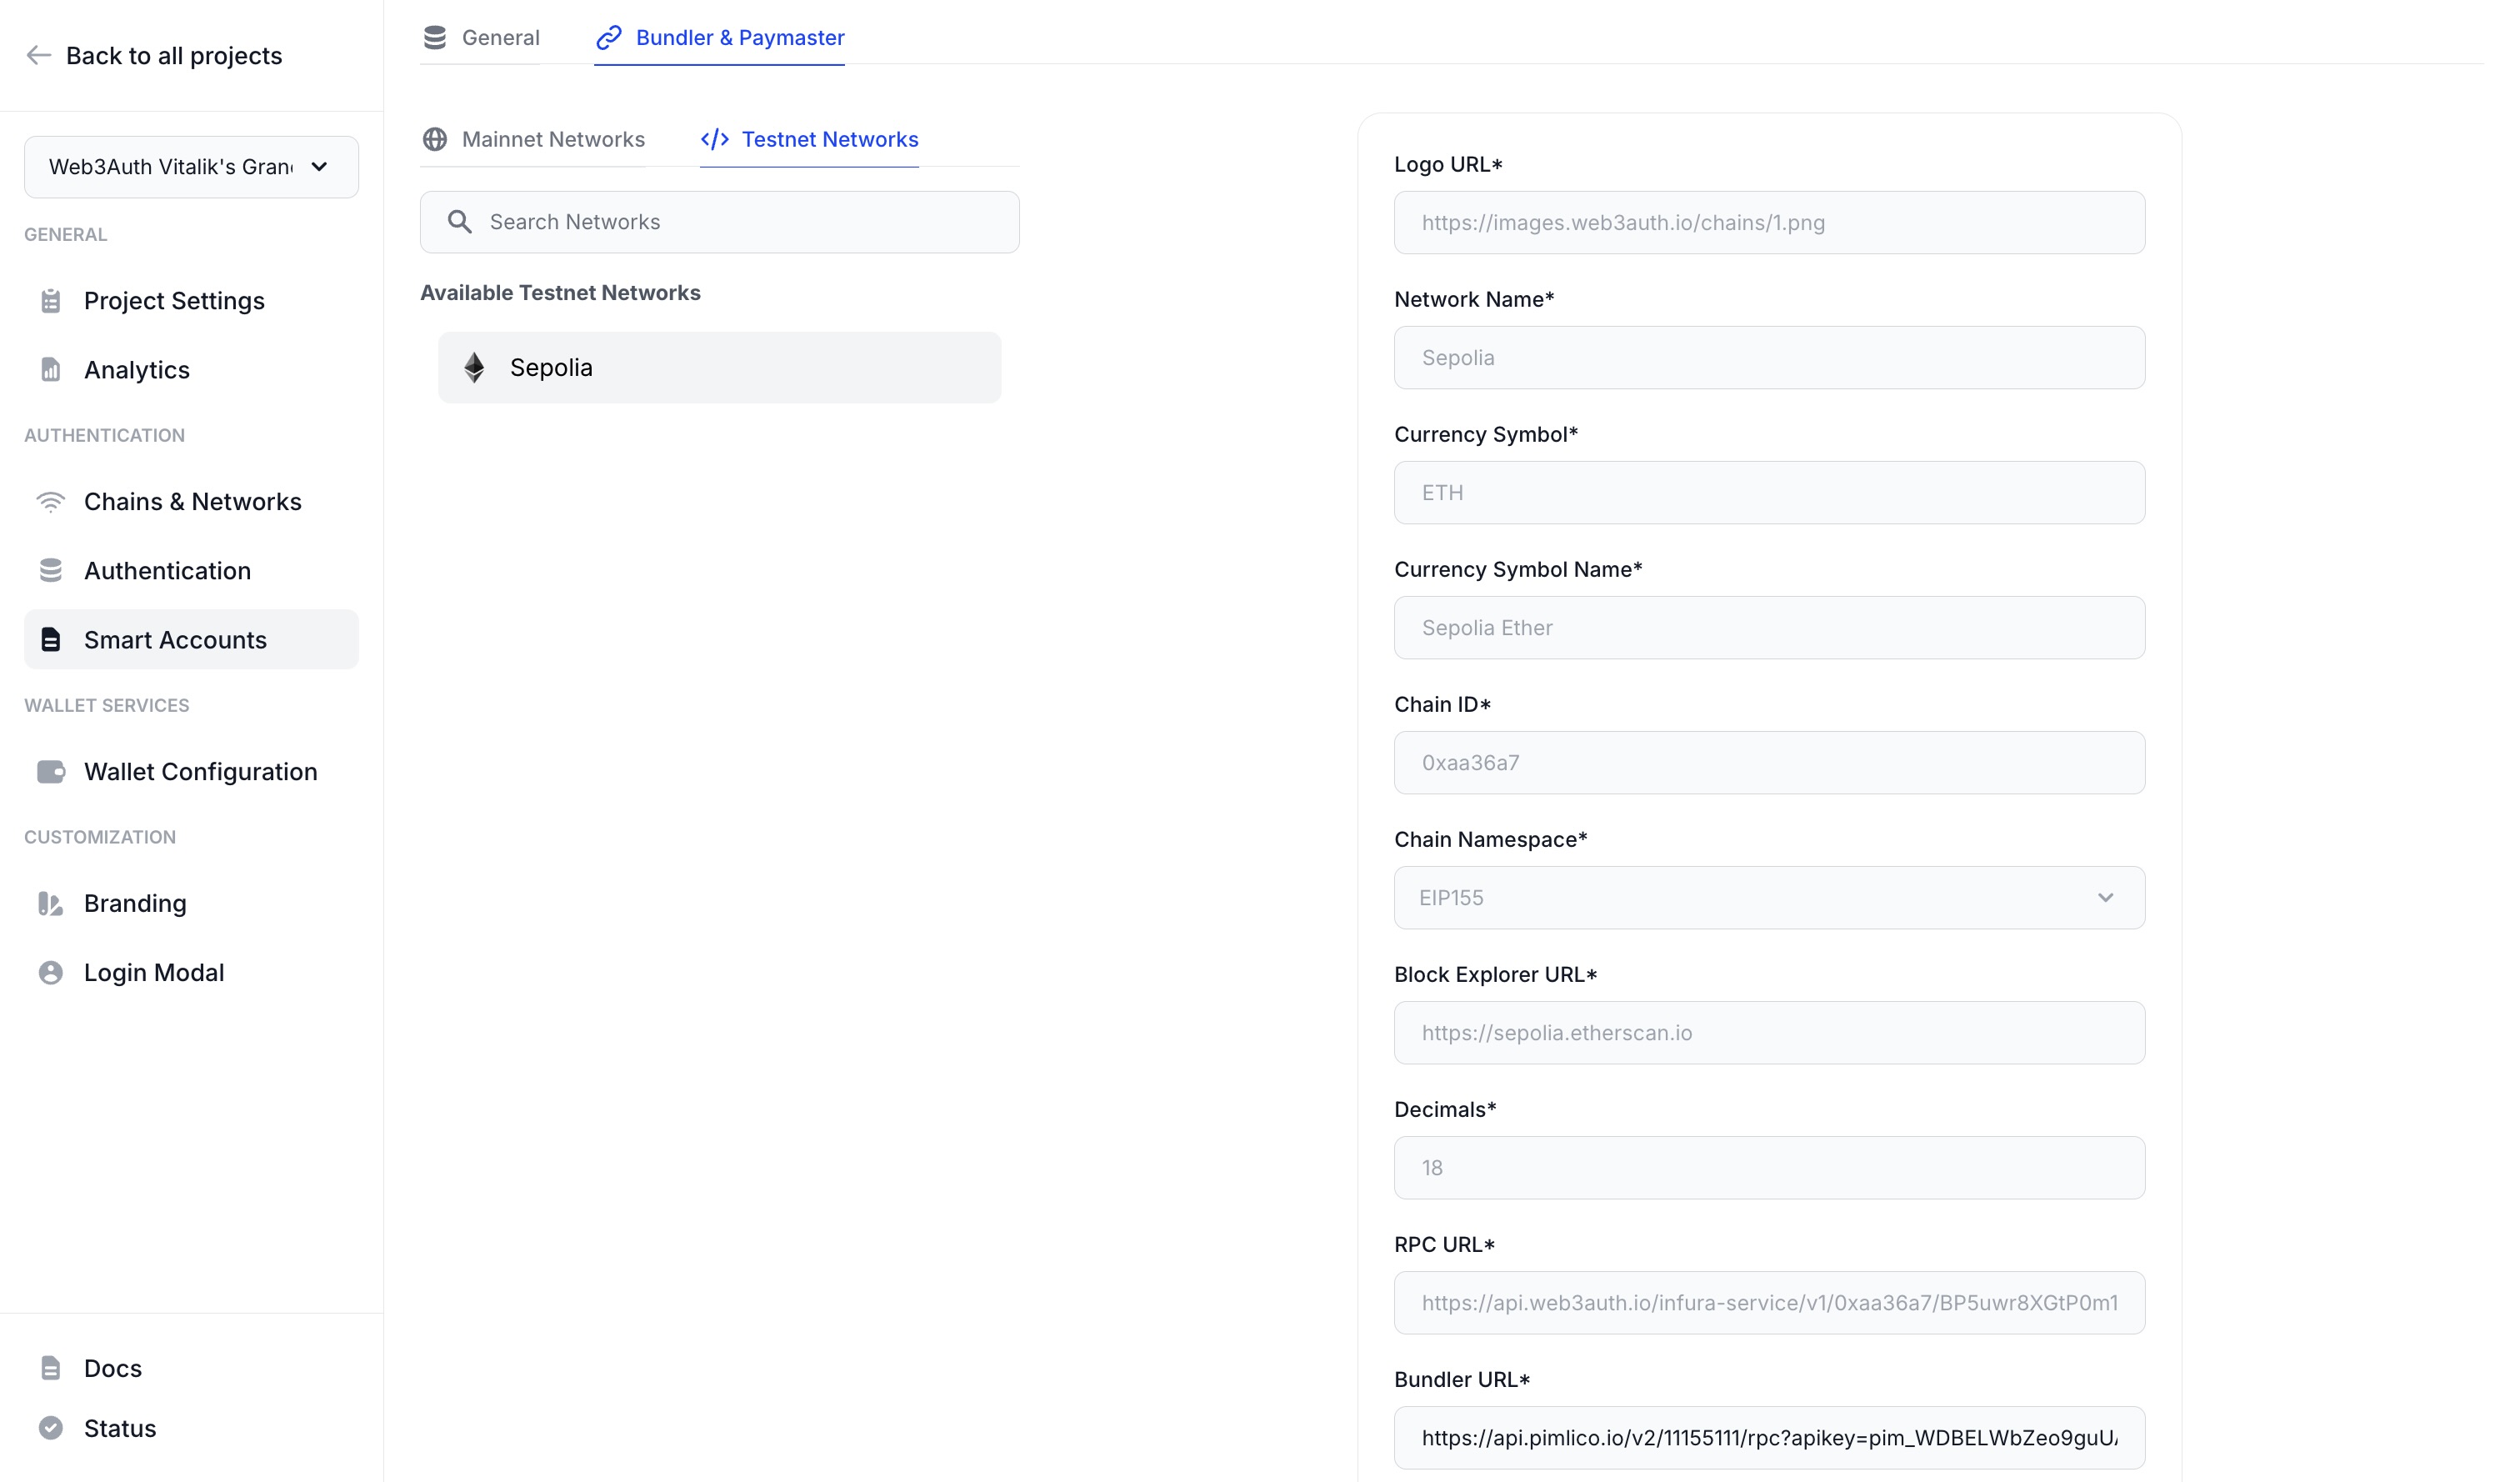 Back to all projects
Web3Auth Vitalik's Gran
GENERAL
Project Settings
Analytics
AUTHENTICATION
Chains & Networks
Authentication
Smart Accounts
WALLET SERVICES
Wallet Configuration
CUSTOMIZATION
Branding
Login Modal
Docs
Status
General
Bundler & Paymaster
Mainnet Networks
Testnet Networks
Search Networks
Available Testnet Networks
Sepolia
Logo URL*
https://images.web3auth.io/chains/1.png
Network Name*
Sepolia
Currency Symbol*
ETH
Currency Symbol Name*
Sepolia Ether
Chain ID*
0xaa36a7
Chain Namespace*
EIP155
Block Explorer URL*
https://sepolia.etherscan.io
Decimals*
18
RPC URL*
https://api.web3auth.io/infura-service/v1/0xaa36a7/BP5uwr8XGtP0m1
Bundler URL*
https://api.pimlico.io/v2/11155111/rpc?apikey=pim_WDBELWbZeo9guU